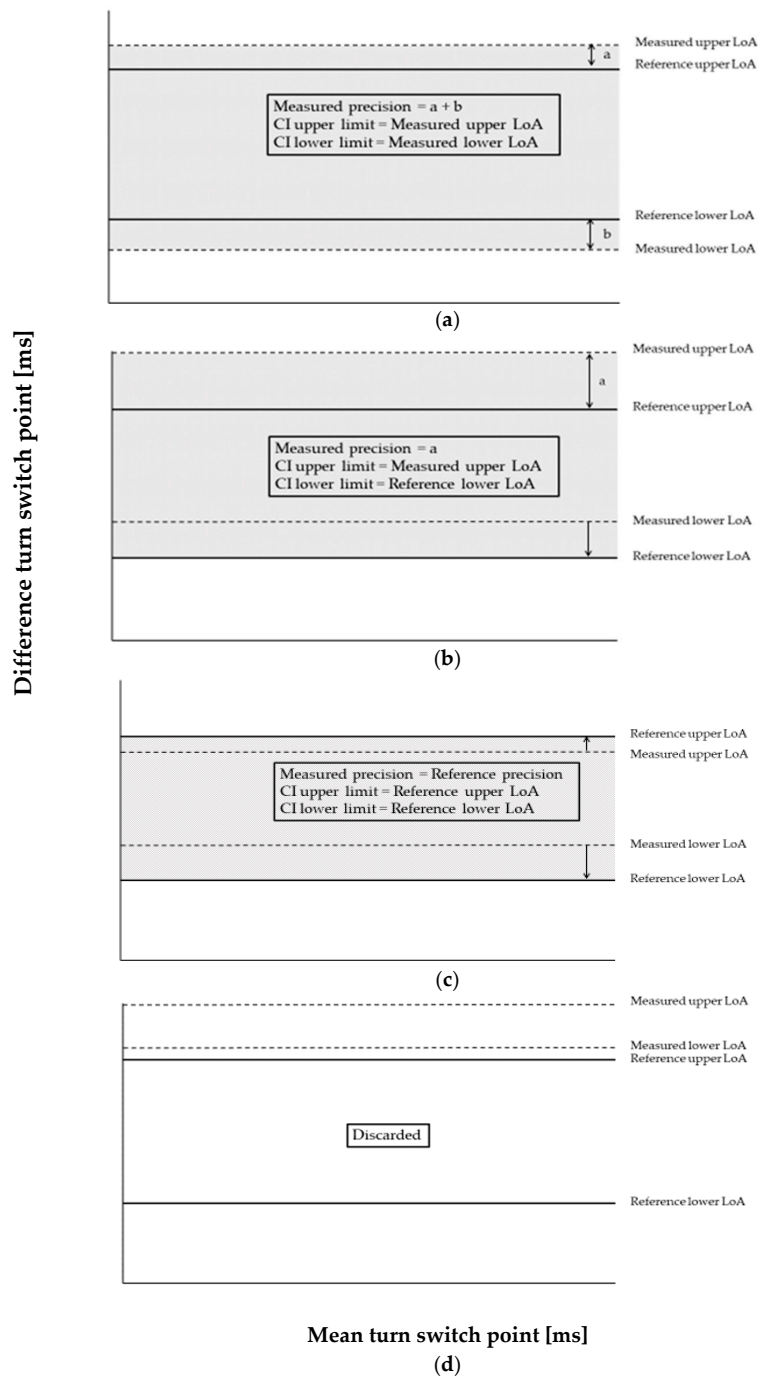 Measured upper LoA
a
Reference upper LoA
Measured precision = a + b
CI upper limit = Measured upper LoA
CI lower limit = Measured lower LoA
Reference lower LoA
b
Measured lower LoA
(a)
Difference turn switch point [ms]
Measured upper LoA
a
Reference upper LoA
Measured precision = a
CI upper limit = Measured upper LoA
CI lower limit = Reference lower LoA
Measured lower LoA
Reference lower LoA
(b)
Reference upper LoA
Measured upper LoA
Measured precision = Reference precision
CI upper limit = Reference upper LoA
CI lower limit = Reference lower LoA
Measured lower LoA
Reference lower LoA
(c)
Measured upper LoA
Measured lower LoA
Reference upper LoA
Discarded
Reference lower LoA
Mean turn switch point [ms]
(d)